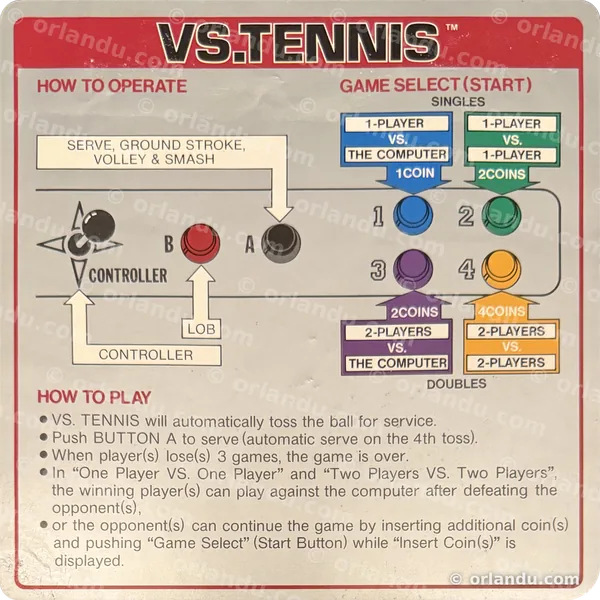 VS.TENNIS™
HOW TO OPERATE
GAME SELECT(START)
SINGLES
1-PLAYER
VS.
THE COMPUTER
1COIN
1-PLAYER
VS.
1-PLAYER
2COINS
SERVE, GROUND STROKE,
VOLLEY & SMASH
1
2
B
A
3
4
CONTROLLER
LOB
CONTROLLER
2COINS
2-PLAYERS
VS.
THE COMPUTER
4COINS
2-PLAYERS
VS.
2-PLAYERS
DOUBLES
HOW TO PLAY
● VS. TENNIS will automatically toss the ball for service.
● Push BUTTON A to serve (automatic serve on the 4th toss).
● When player(s) lose(s) 3 games, the game is over.
● In “One Player VS. One Player” and “Two Players VS. Two Players”,
the winning player(s) can play against the computer after defeating the
opponent(s),
● or the opponent(s) can continue the game by inserting additional coin(s)
and pushing “Game Select” (Start Button) while “Insert Coin(s)” is
displayed.
© orlandu.com